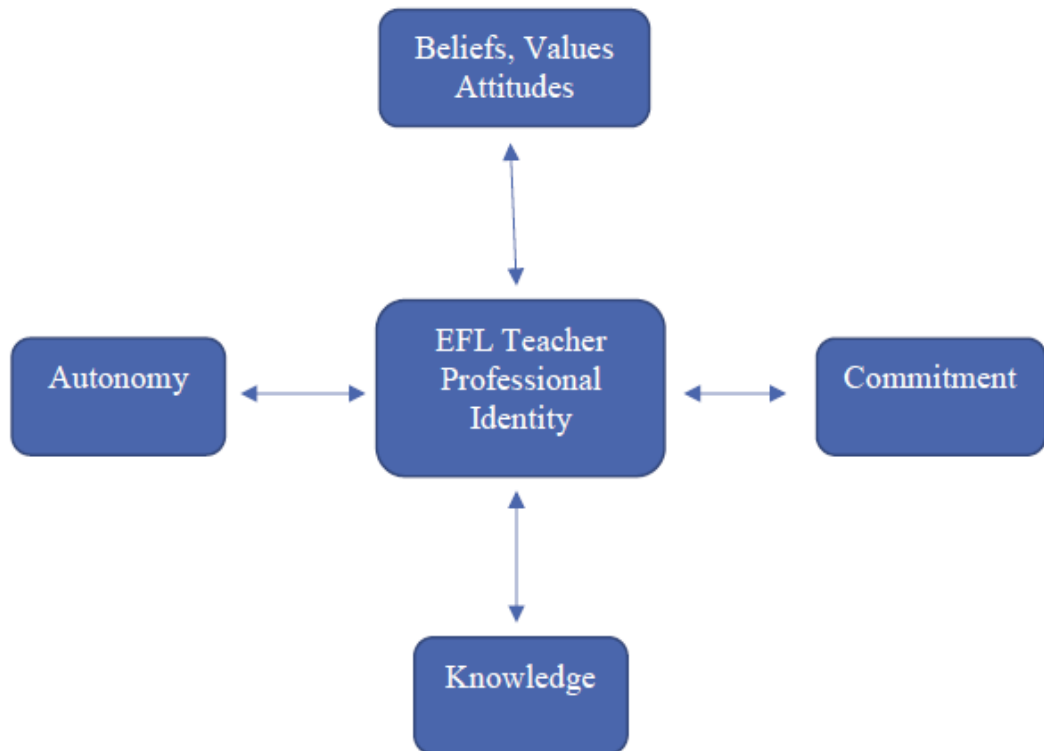 Beliefs, Values
Attitudes
EFL Teacher
Professional
Identity
Autonomy
Commitment
Knowledge